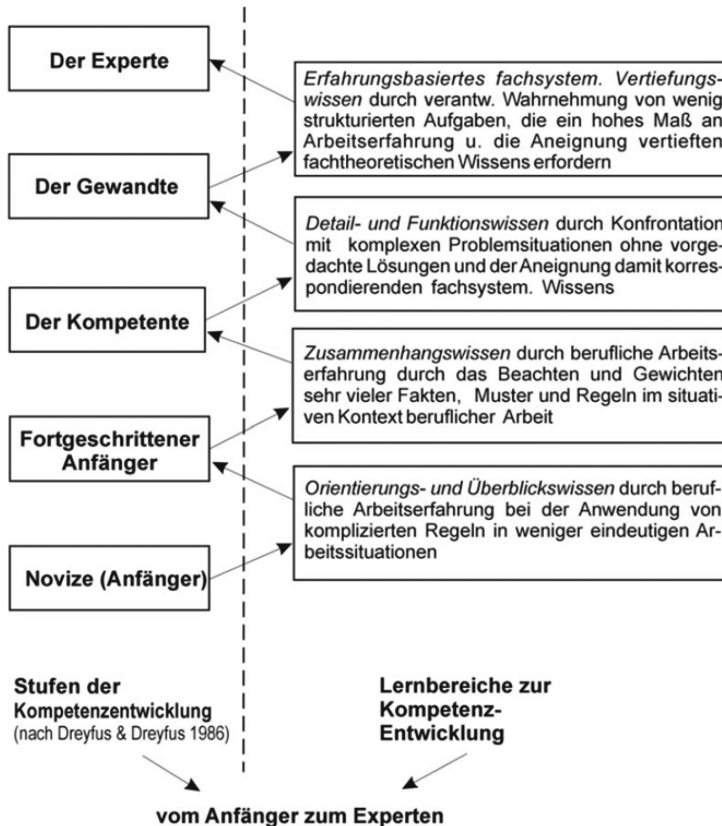 Der Experte
Erfahrungsbasiertes fachsystem. Vertiefungs-
wissen durch verantw. Wahrnehmung von wenig
strukturierten Aufgaben, die ein hohes Maß an
Arbeitserfahrung u. die Aneignung vertieften
fachtheoretischen Wissens erfordern
Der Gewandte
Detail- und Funktionswissen durch Konfrontation
mit komplexen Problemsituationen ohne vorge-
dachte Lösungen und der Aneignung damit korres-
pondierenden fachsystem. Wissens
Der Kompetente
Zusammenhangswissen durch berufliche Arbeits-
erfahrung durch das Beachten und Gewichten
sehr vieler Fakten, Muster und Regeln im situati-
ven Kontext beruflicher Arbeit
Fortgeschrittener
Anfänger
Orientierungs- und Überblickswissen durch beruf-
liche Arbeitserfahrung bei der Anwendung von
komplizierten Regeln in weniger eindeutigen Ar-
beitssituationen
Novize (Anfänger)
Stufen der
Kompetenzentwicklung
(nach Dreyfus & Dreyfus 1986)
Lernbereiche zur
Kompetenz-
Entwicklung
vom Anfänger zum Experten